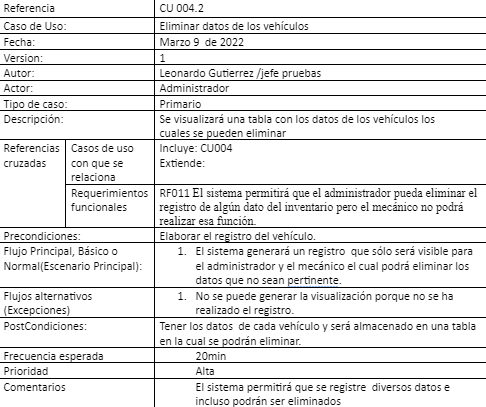 Referencia CU 004.2
Caso de Uso: Eliminar datos de los vehículos
Fecha: Marzo 9 de 2022
Version: 1
Autor: Leonardo Gutierrez /jefe pruebas
Actor: Administrador
Tipo de caso: Primario
Descripción: Se visualizará una tabla con los datos de los vehículos los
cuales se pueden eliminar
Referencias cruzadas
Casos de uso con que se relaciona
Incluye: CU004
Extiende:
Requerimientos funcionales
RF011 El sistema permitirá que el administrador pueda eliminar el
registro de algún dato del inventario pero el mecánico no podrá
realizar esa función.
Precondiciones: Elaborar el registro del vehículo.
Flujo Principal, Básico o
Normal(Escenario Principal):
1. El sistema generará un registro que sólo será visible para
el administrador y el mecánico el cual podrá eliminar los
datos que no sean pertinente.
Flujos alternativos
(Excepciones)
1. No se puede generar la visualización porque no se ha
realizado el registro.
PostCondiciones: Tener los datos de cada vehículo y será almacenado en una tabla
en la cual se podrán eliminar.
Frecuencia esperada 20min
Prioridad Alta
Comentarios El sistema permitirá que se registre diversos datos e
incluso podrán ser eliminados